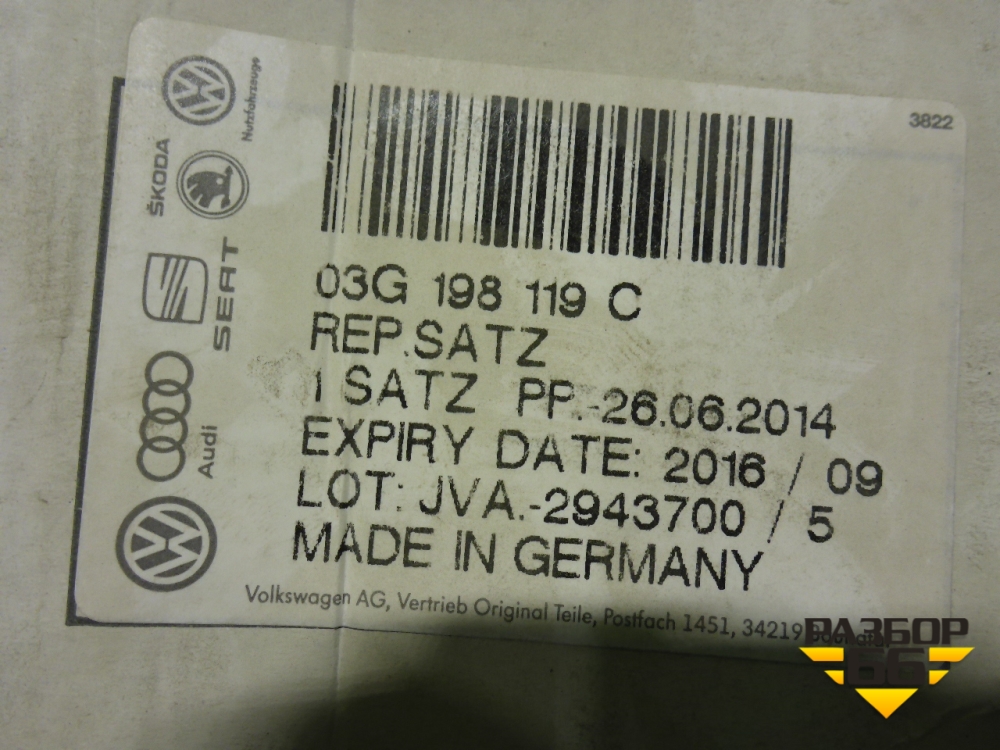 3822
Nutzfahrzeuge
ŠKODA
SEAT
Audi
03G 198 119 C
REP.SATZ
1 SATZ PP.-26.06.2014
EXPIRY DATE: 2016 / 09
LOT: JVA.-2943700 / 5
MADE IN GERMANY
Volkswagen AG, Vertrieb Original Teile, Postfach 1451, 34219
РАЗБОР
66